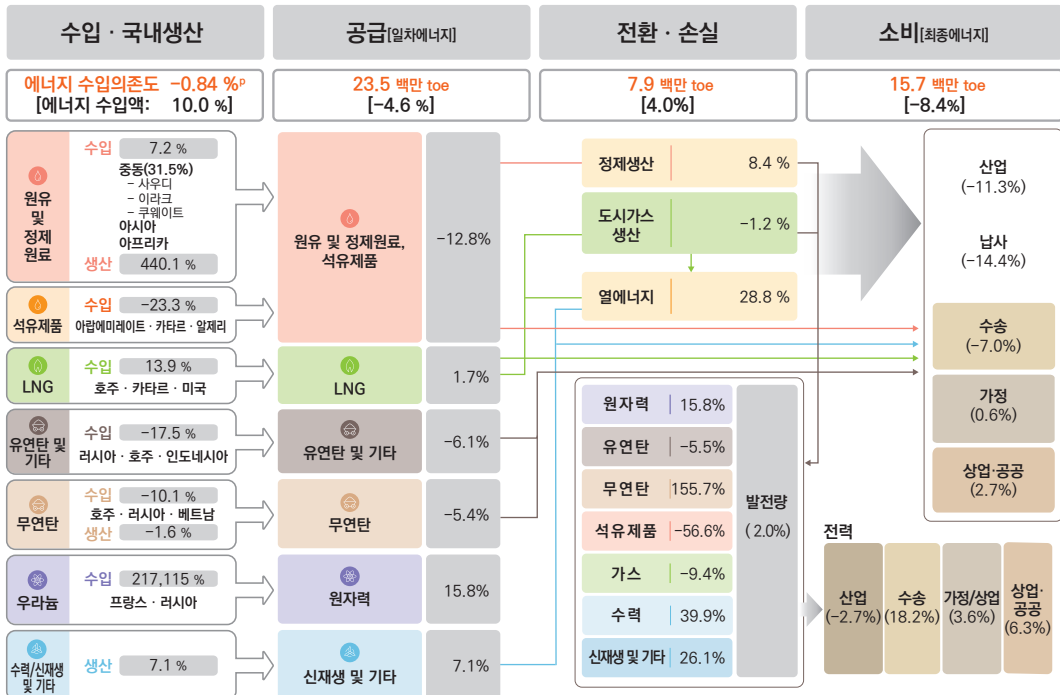 수입 · 국내생산
에너지 수입의존도 −0.84 %ᵖ
[에너지 수입액: 10.0 %]
공급[일차에너지]
23.5 백만 toe
[−4.6 %]
전환 · 손실
7.9 백만 toe
[4.0%]
소비[최종에너지]
15.7 백만 toe
[−8.4%]
원유
및
정제
원료
수입 7.2 %
중동(31.5%)
− 사우디
− 이라크
− 쿠웨이트
아시아
아프리카
생산 440.1 %
석유제품
수입 −23.3 %
아랍에미레이트 · 카타르 · 알제리
LNG
수입 13.9 %
호주 · 카타르 · 미국
유연탄 및
기타
수입 −17.5 %
러시아 · 호주 · 인도네시아
무연탄
수입 −10.1 %
호주 · 러시아 · 베트남
생산 −1.6 %
우라늄
수입 217,115 %
프랑스 · 러시아
수력/신재생
및 기타
생산 7.1 %
원유 및 정제원료,
석유제품
−12.8%
LNG
1.7%
유연탄 및 기타
−6.1%
무연탄
−5.4%
원자력
15.8%
신재생 및 기타
7.1%
정제생산 8.4 %
도시가스
생산
−1.2 %
열에너지 28.8 %
원자력 15.8%
유연탄 −5.5%
무연탄 155.7%
석유제품 −56.6%
가스 −9.4%
수력 39.9%
신재생 및 기타 26.1%
발전량
( 2.0%)
산업
(−11.3%)
납사
(−14.4%)
수송
(−7.0%)
가정
(0.6%)
상업·공공
(2.7%)
전력
산업
(−2.7%)
수송
(18.2%)
가정/상업
(3.6%)
상업·
공공
(6.3%)